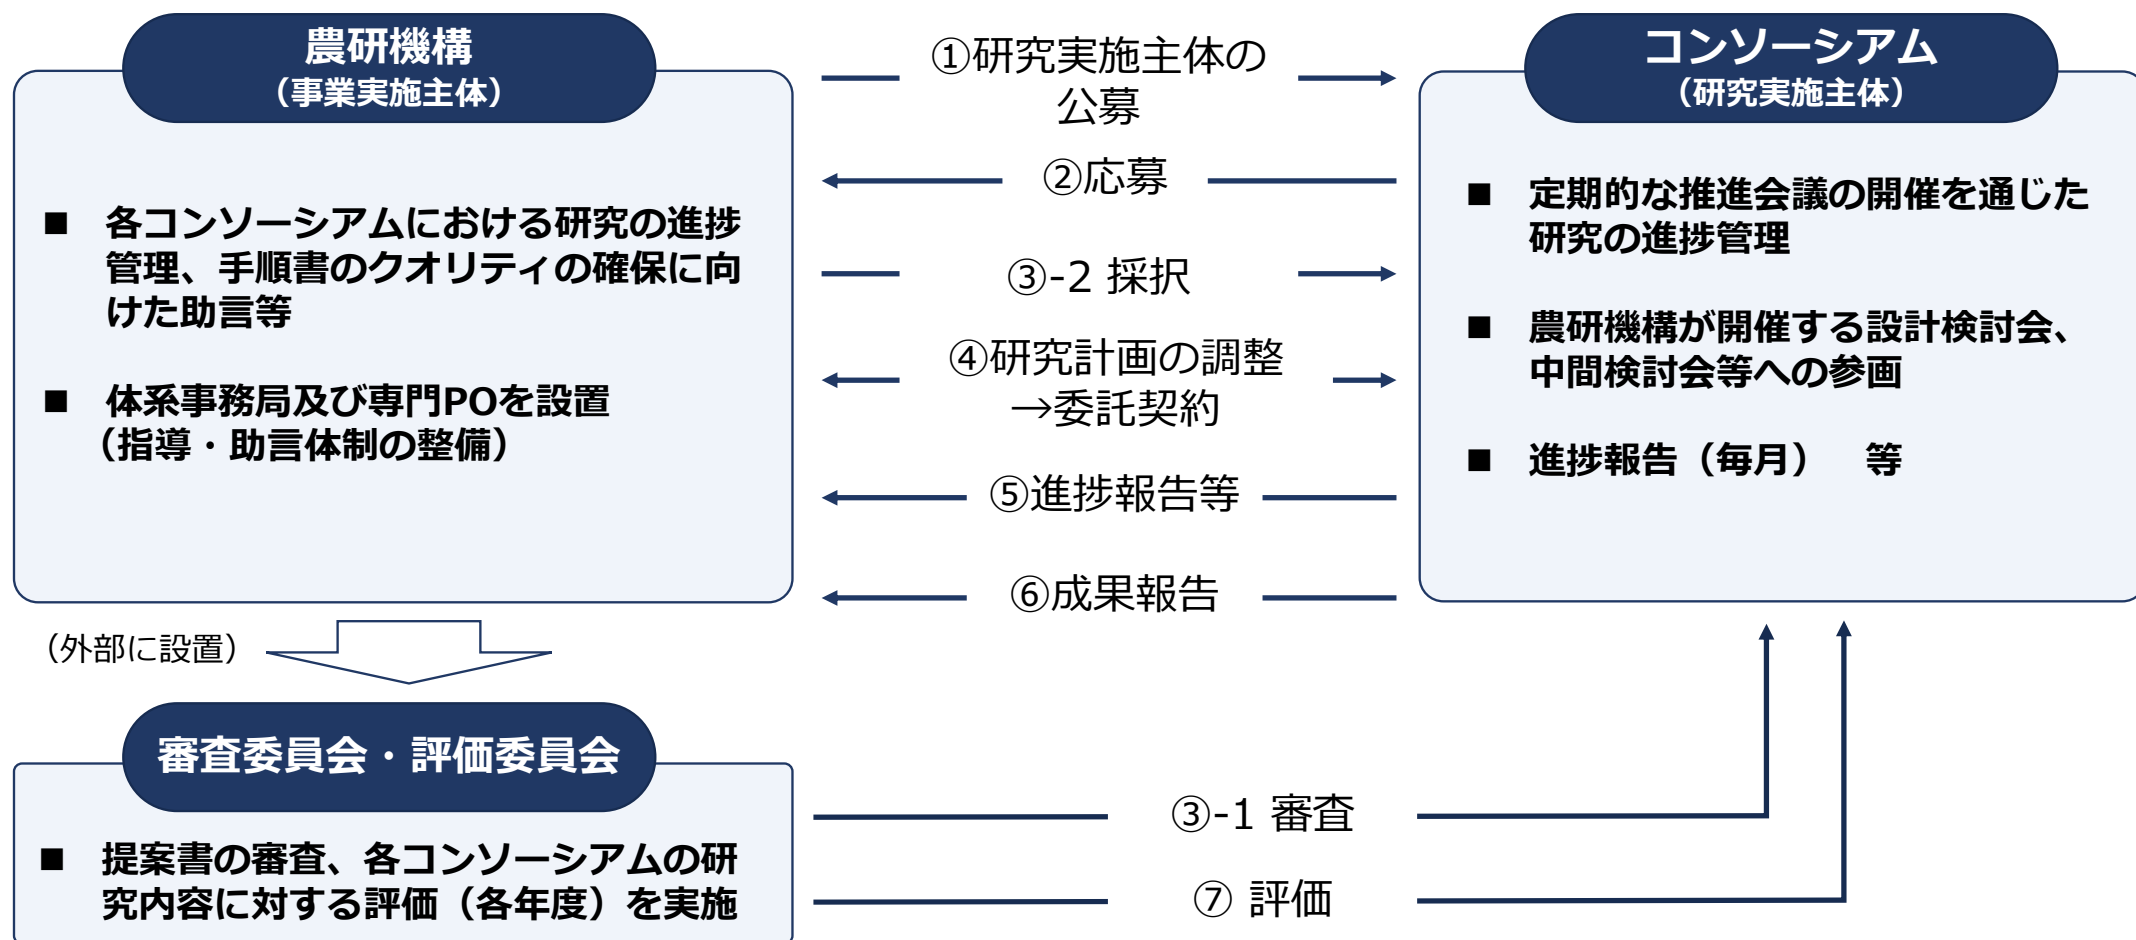 農研機構
（事業実施主体）
■ 各コンソーシアムにおける研究の進捗
管理、手順書のクオリティの確保に向
けた助言等
■ 体系事務局及び専門POを設置
（指導・助言体制の整備）
①研究実施主体の
公募
②応募
③-2 採択
④研究計画の調整
→委託契約
⑤進捗報告等
⑥成果報告
コンソーシアム
（研究実施主体）
■ 定期的な推進会議の開催を通じた
研究の進捗管理
■ 農研機構が開催する設計検討会、
中間検討会等への参画
■ 進捗報告（毎月）　等
（外部に設置）
審査委員会・評価委員会
■ 提案書の審査、各コンソーシアムの研
究内容に対する評価（各年度）を実施
③-1 審査
⑦ 評価